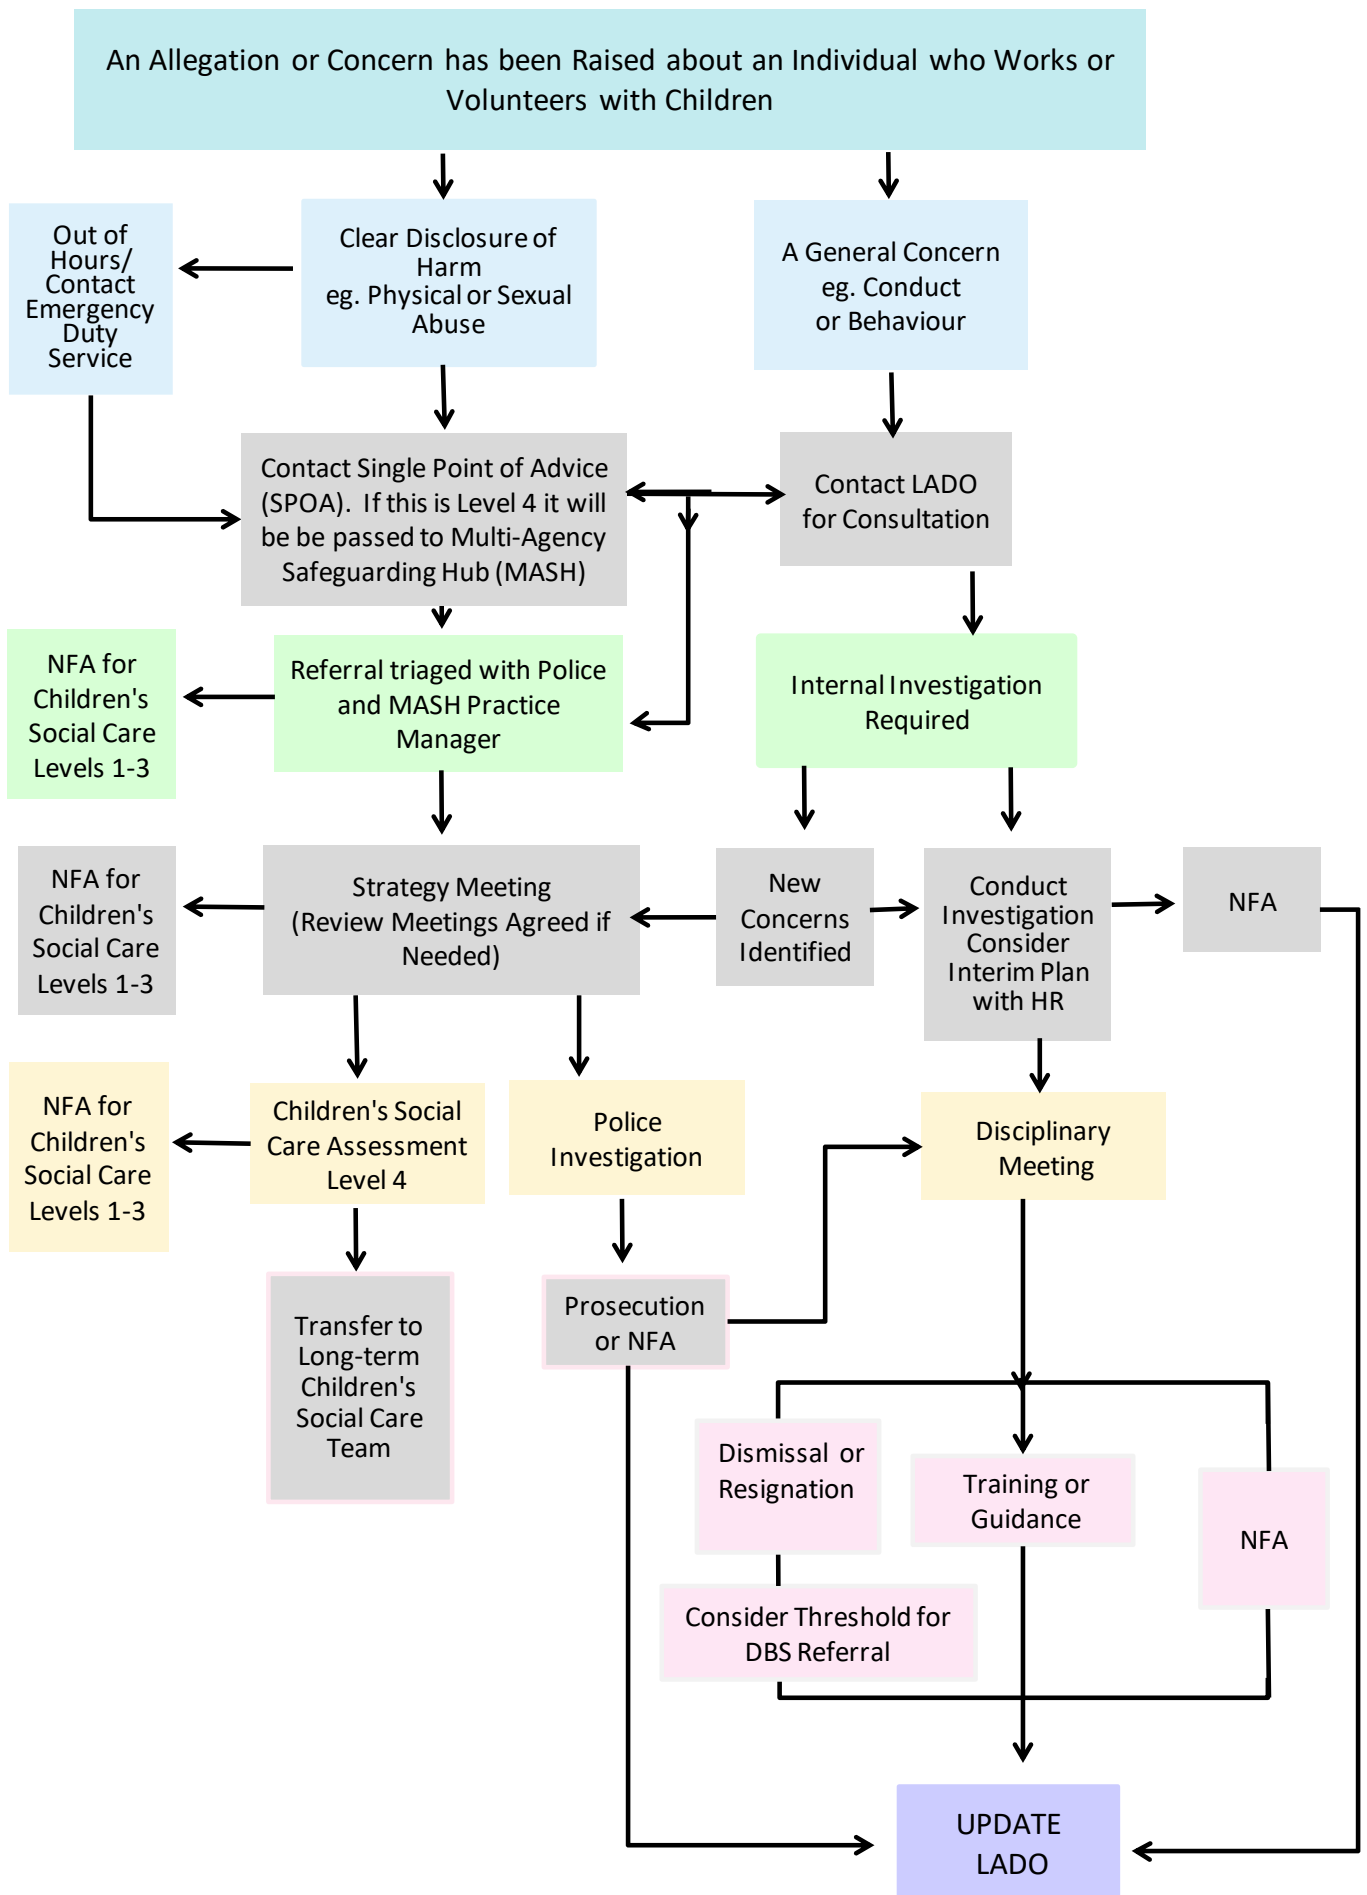 An Allegation or Concern has been Raised about an Individual who Works or
Volunteers with Children
Out of
Hours/
Contact
Emergency
Duty
Service
Clear Disclosure of
Harm
eg. Physical or Sexual
Abuse
A General Concern
eg. Conduct
or Behaviour
Contact Single Point of Advice
(SPOA). If this is Level 4 it will
be be passed to Multi-Agency
Safeguarding Hub (MASH)
Contact LADO
for Consultation
NFA for
Children's
Social Care
Levels 1-3
Referral triaged with Police
and MASH Practice
Manager
Internal Investigation
Required
NFA for
Children's
Social Care
Levels 1-3
Strategy Meeting
(Review Meetings Agreed if
Needed)
New
Concerns
Identified
Conduct
Investigation
Consider
Interim Plan
with HR
NFA
NFA for
Children's
Social Care
Levels 1-3
Children's Social
Care Assessment
Level 4
Police
Investigation
Disciplinary
Meeting
Transfer to
Long-term
Children's
Social Care
Team
Prosecution
or NFA
Dismissal or
Resignation
Training or
Guidance
NFA
Consider Threshold for
DBS Referral
UPDATE
LADO